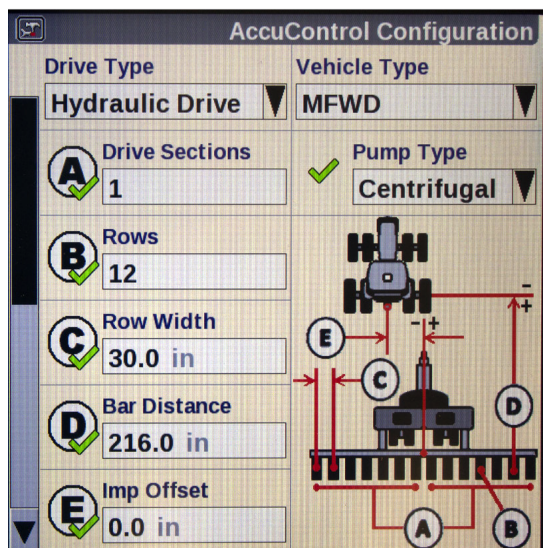 AccuControl Configuration
Drive Type
Hydraulic Drive
Vehicle Type
MFWD
A
Drive Sections
1
Pump Type
Centrifugal
B
Rows
12
C
Row Width
30.0 in
D
Bar Distance
216.0 in
E
Imp Offset
0.0 in
- +
- +
E
C
D
A
B